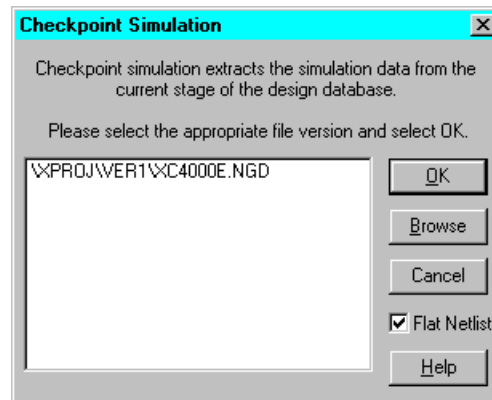 Checkpoint Simulation
Checkpoint simulation extracts the simulation data from the
current stage of the design database.
Please select the appropriate file version and select OK.
\XPROJ\VER1\XC4000E.NGD
OK
Browse
Cancel
Flat Netlist
Help